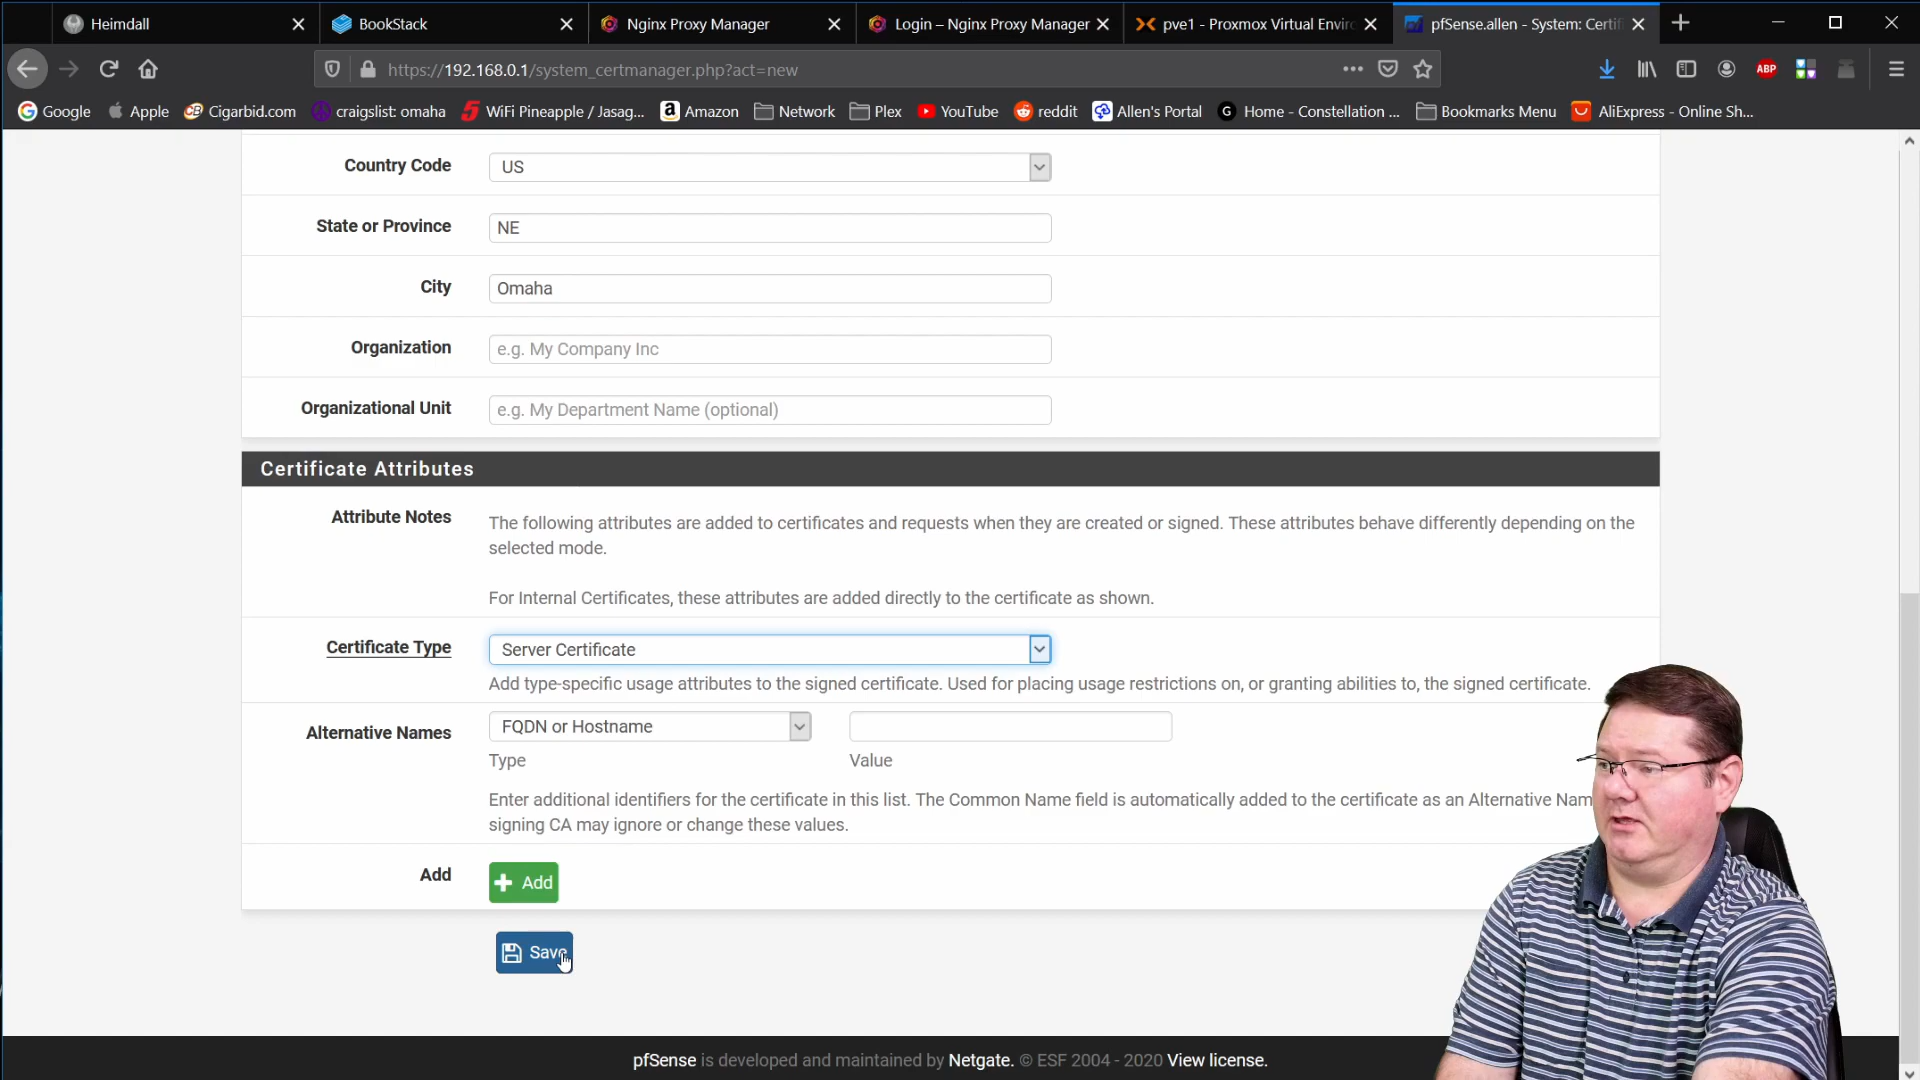 Heimdall
BookStack
Nginx Proxy Manager
Login – Nginx Proxy Manager
pve1 - Proxmox Virtual Envir
pfSense.allen - System: Certif
https://192.168.0.1/system_certmanager.php?act=new
ABP
Google
Apple
Cigarbid.com
craigslist: omaha
WiFi Pineapple / Jasag...
Amazon
Network
Plex
YouTube
reddit
Allen's Portal
Home - Constellation ...
Bookmarks Menu
AliExpress - Online Sh...
Country Code
US
State or Province
NE
City
Omaha
Organization
e.g. My Company Inc
Organizational Unit
e.g. My Department Name (optional)
Certificate Attributes
Attribute Notes
The following attributes are added to certificates and requests when they are created or signed. These attributes behave differently depending on the
selected mode.
For Internal Certificates, these attributes are added directly to the certificate as shown.
Certificate Type
Server Certificate
Add type-specific usage attributes to the signed certificate. Used for placing usage restrictions on, or granting abilities to, the signed certificate.
Alternative Names
FQDN or Hostname
Type
Value
Enter additional identifiers for the certificate in this list. The Common Name field is automatically added to the certificate as an Alternative Nam
signing CA may ignore or change these values.
Add
Add
Save
pfSense is developed and maintained by Netgate. © ESF 2004 - 2020 View license.